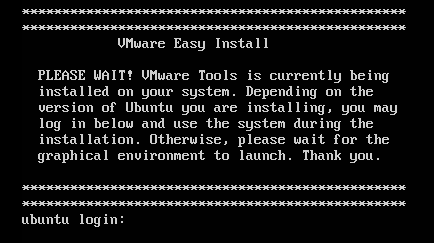 ************************************************
************************************************
VMware Easy Install
PLEASE WAIT! VMware Tools is currently being
installed on your system. Depending on the
version of Ubuntu you are installing, you may
log in below and use the system during the
installation. Otherwise, please wait for the
graphical environment to launch. Thank you.
************************************************
************************************************
ubuntu login: